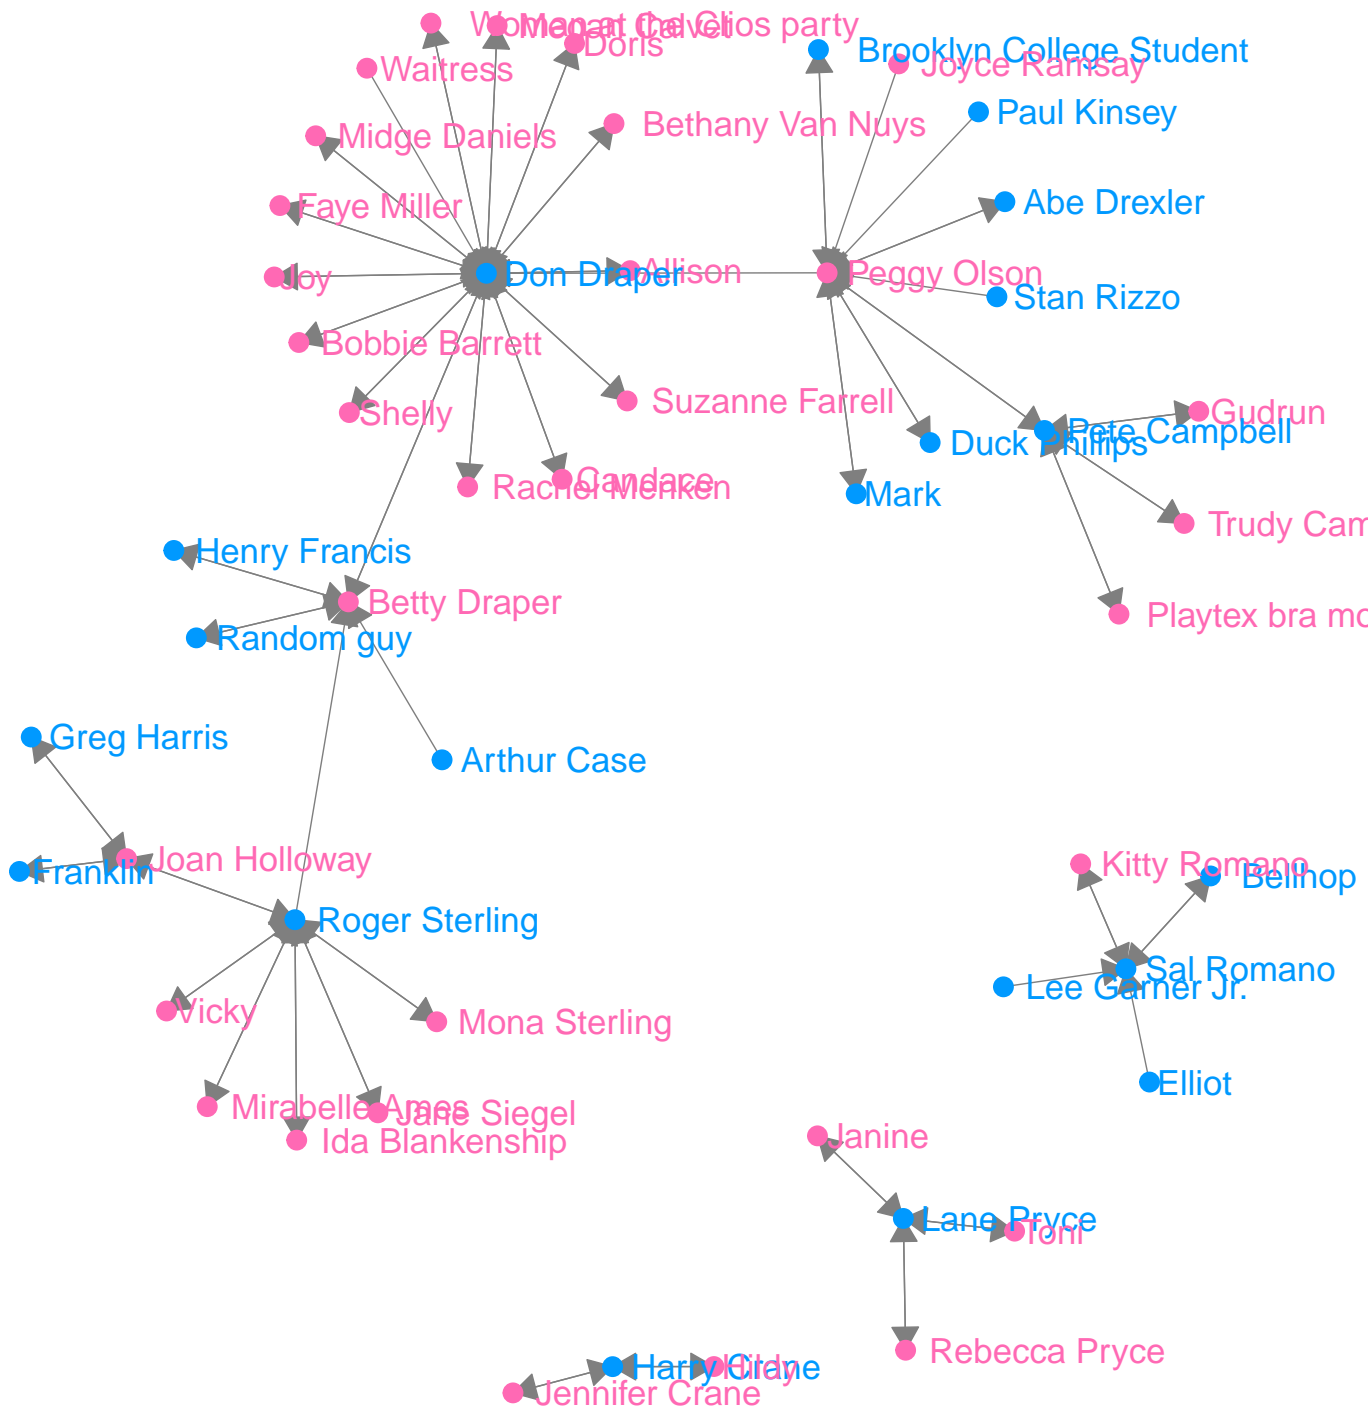 Woman at the Clios party
Megan Calvet
Doris
Brooklyn College Student
Joyce Ramsay
Waitress
Paul Kinsey
Midge Daniels
Bethany Van Nuys
Faye Miller
Abe Drexler
Joy
Don Draper
Allison
Peggy Olson
Stan Rizzo
Bobbie Barrett
Shelly
Suzanne Farrell
Gudrun
Pete Campbell
Duck Phillips
Rachel Menken
Candace
Mark
Trudy Cam
Henry Francis
Betty Draper
Playtex bra mo
Random guy
Greg Harris
Arthur Case
Joan Holloway
Franklin
Kitty Romano
Bellhop
Roger Sterling
Sal Romano
Lee Garner Jr.
Vicky
Mona Sterling
Elliot
Mirabelle Ames
Jane Siegel
Ida Blankenship
Janine
Lane Pryce
Toni
Rebecca Pryce
Harry Crane
Hildy
Jennifer Crane